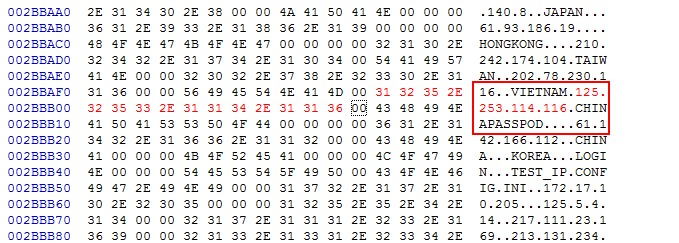 002BBAA0 2E 31 34 30 2E 38 00 00 4A 41 50 41 4E 00 00 00 .140.8..JAPAN...
002BBAB0 36 31 2E 39 33 2E 31 38 36 2E 31 39 00 00 00 00 61.93.186.19....
002BBAC0 48 4F 4E 47 4B 4F 4E 47 00 00 00 00 32 31 30 2E HONGKONG....210.
002BBAD0 32 34 32 2E 31 37 34 2E 31 30 34 00 54 41 49 57 242.174.104.TAIW
002BBAE0 41 4E 00 00 32 30 32 2E 37 38 2E 32 33 30 2E 31 AN..202.78.230.1
002BBAF0 31 36 00 00 56 49 45 54 4E 41 4D 00 31 32 35 2E 16..VIETNAM.125.
002BBB00 32 35 33 2E 31 31 34 2E 31 31 36 00 43 48 49 4E 253.114.116.CHIN
002BBB10 41 50 41 53 53 50 4F 44 00 00 00 00 36 31 2E 31 APASSPOD....61.1
002BBB20 34 32 2E 31 36 36 2E 31 31 32 00 00 43 48 49 4E 42.166.112..CHIN
002BBB30 41 00 00 00 4B 4F 52 45 41 00 00 00 4C 4F 47 49 A...KOREA...LOGI
002BBB40 4E 00 00 00 54 45 53 54 5F 49 50 00 43 4F 4E 46 N...TEST_IP.CONF
002BBB50 49 47 2E 49 4E 49 00 00 31 37 32 2E 31 37 2E 31 IG.INI..172.17.1
002BBB60 30 2E 32 30 35 00 00 00 31 32 35 2E 35 2E 34 2E 0.205...125.5.4.
002BBB70 31 34 00 00 32 31 37 2E 31 31 31 2E 32 33 2E 31 14..217.111.23.1
002BBB80 36 39 00 00 32 31 33 2E 31 33 31 2E 32 33 34 2E 69..213.131.234.